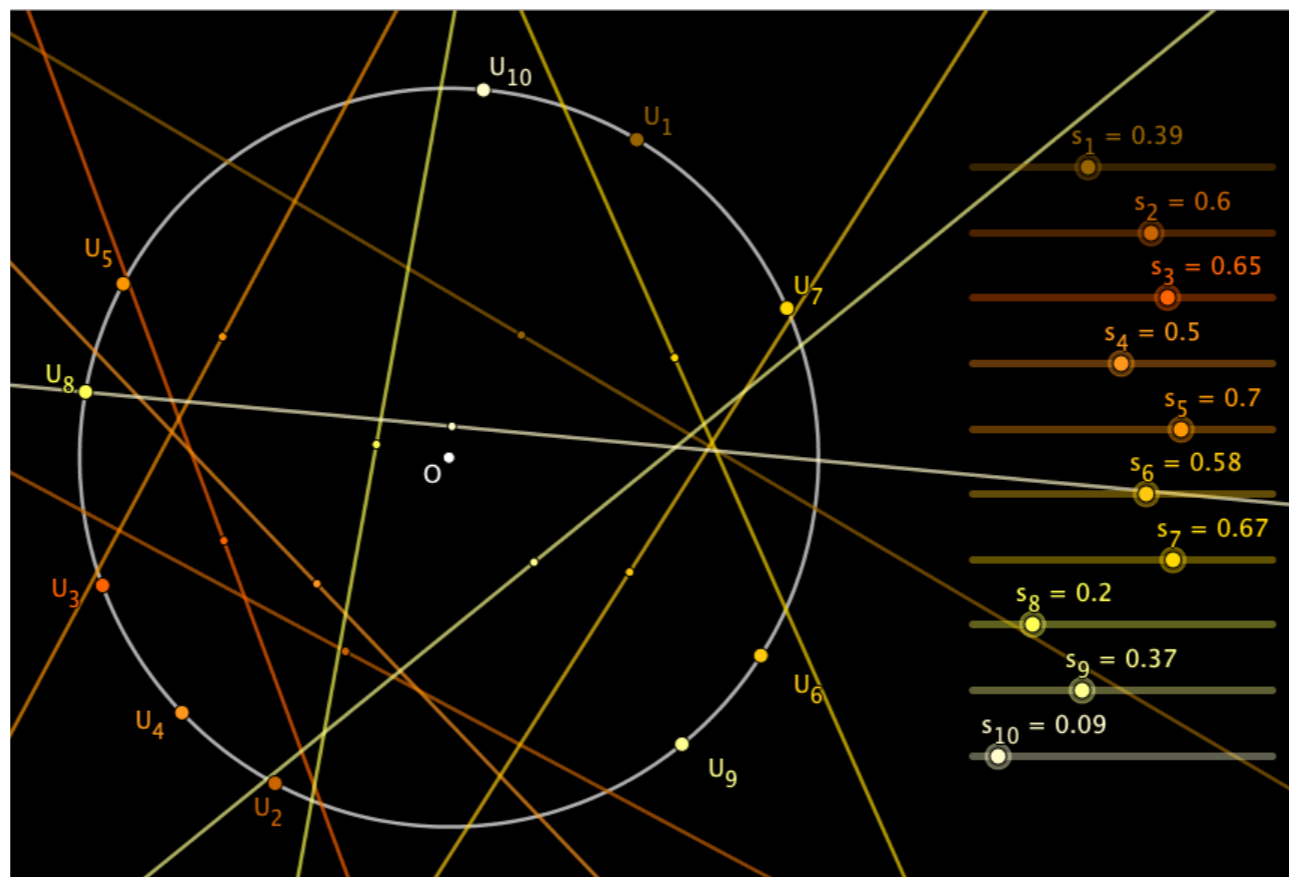 U10
U1
s1 = 0.39
s2 = 0.6
U5
s3 = 0.65
U7
s4 = 0.5
U8
s5 = 0.7
O
s6 = 0.58
s7 = 0.67
U3
s8 = 0.2
s9 = 0.37
U6
U4
s10 = 0.09
U9
U2